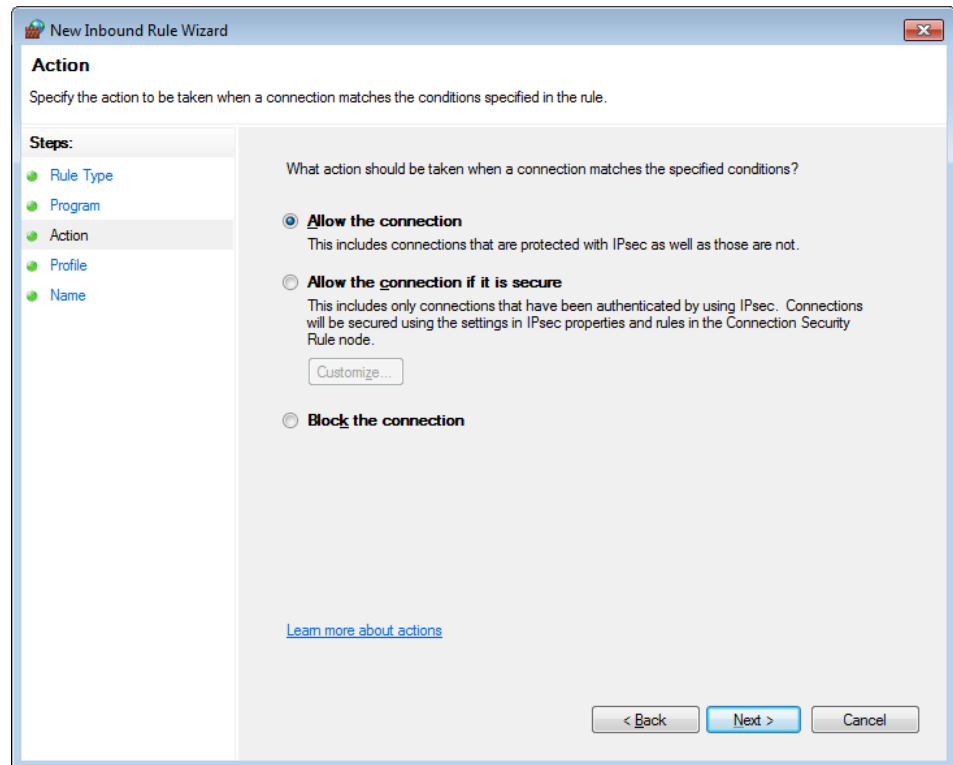 New Inbound Rule Wizard
Action
Specify the action to be taken when a connection matches the conditions specified in the rule.
Steps:
Rule Type
Program
Action
Profile
Name
What action should be taken when a connection matches the specified conditions?
Allow the connection
This includes connections that are protected with IPsec as well as those are not.
Allow the connection if it is secure
This includes only connections that have been authenticated by using IPsec. Connections
will be secured using the settings in IPsec properties and rules in the Connection Security
Rule node.
Customize...
Block the connection
Learn more about actions
< Back
Next >
Cancel